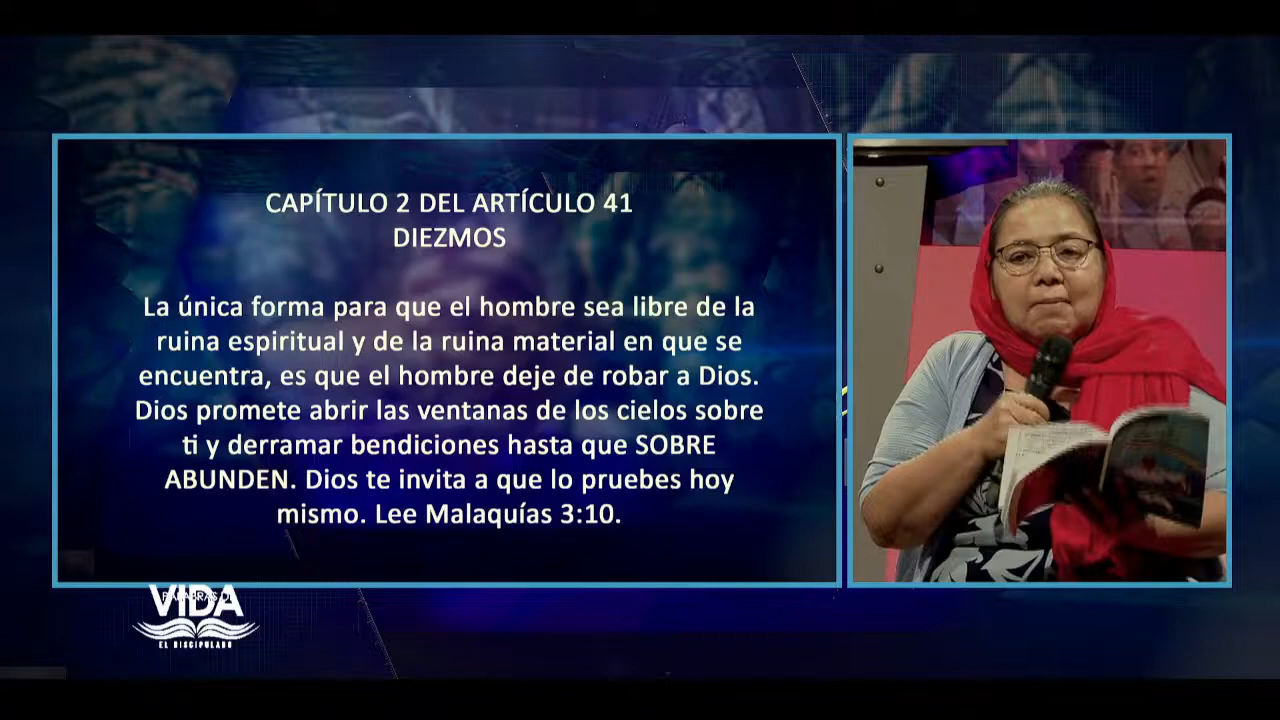 CAPÍTULO 2 DEL ARTÍCULO 41
DIEZMOS
La única forma para que el hombre sea libre de la
ruina espiritual y de la ruina material en que se
encuentra, es que el hombre deje de robar a Dios.
Dios promete abrir las ventanas de los cielos sobre
ti y derramar bendiciones hasta que SOBRE
ABUNDEN. Dios te invita a que lo pruebes hoy
mismo. Lee Malaquías 3:10.
PALABRAS DE
VIDA
EL DISCIPULADO